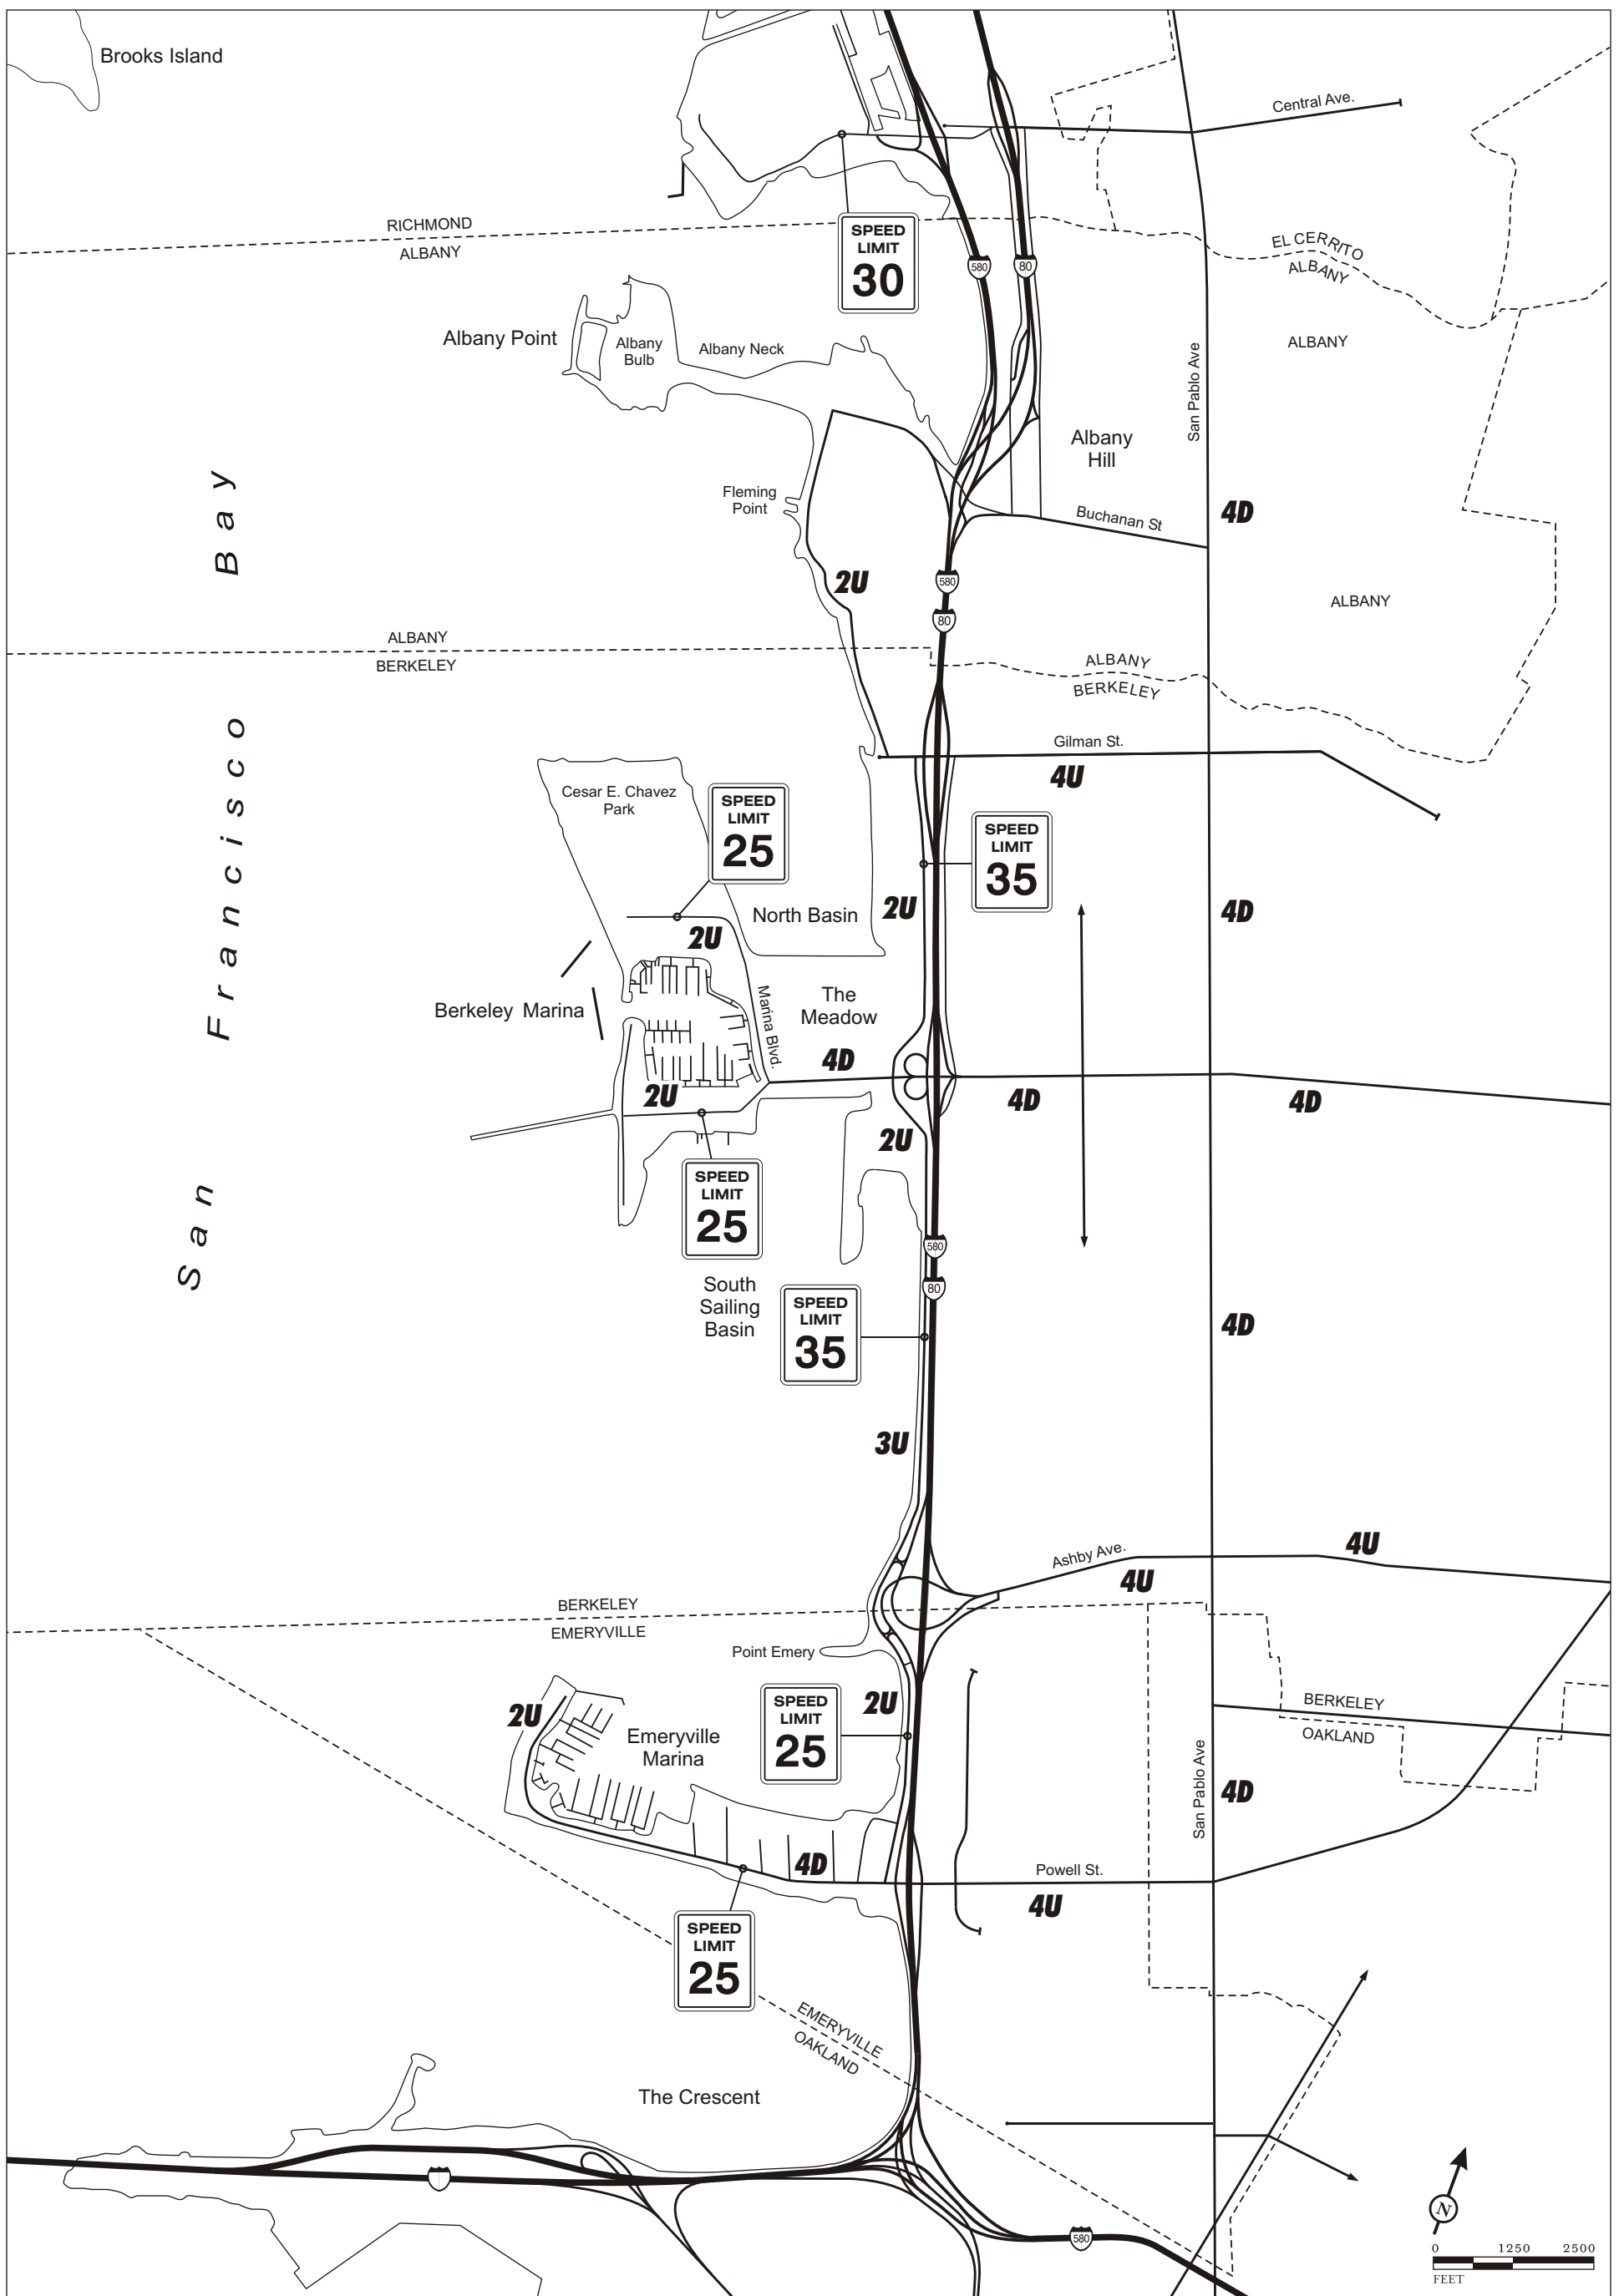 Brooks Island
Central Ave.
RICHMOND
ALBANY
SPEED
LIMIT
30
580
80
EL CERRITO
ALBANY
Albany Point
Albany
Bulb
Albany Neck
San Pablo Ave
ALBANY
Albany
Hill
Fleming
Point
Buchanan St
4D
2U
580
80
ALBANY
ALBANY
BERKELEY
ALBANY
BERKELEY
San Francisco Bay
Gilman St.
4U
Cesar E. Chavez
Park
SPEED
LIMIT
25
SPEED
LIMIT
35
North Basin
2U
4D
2U
Berkeley Marina
Marina Blvd.
The
Meadow
4D
2U
4D
4D
2U
SPEED
LIMIT
25
580
80
South
Sailing
Basin
SPEED
LIMIT
35
4D
3U
Ashby Ave.
4U
4U
BERKELEY
EMERYVILLE
Point Emery
2U
SPEED
LIMIT
25
2U
Emeryville
Marina
BERKELEY
OAKLAND
San Pablo Ave
4D
4D
Powell St.
4U
SPEED
LIMIT
25
EMERYVILLE
OAKLAND
The Crescent
580
N
0 1250 2500
FEET